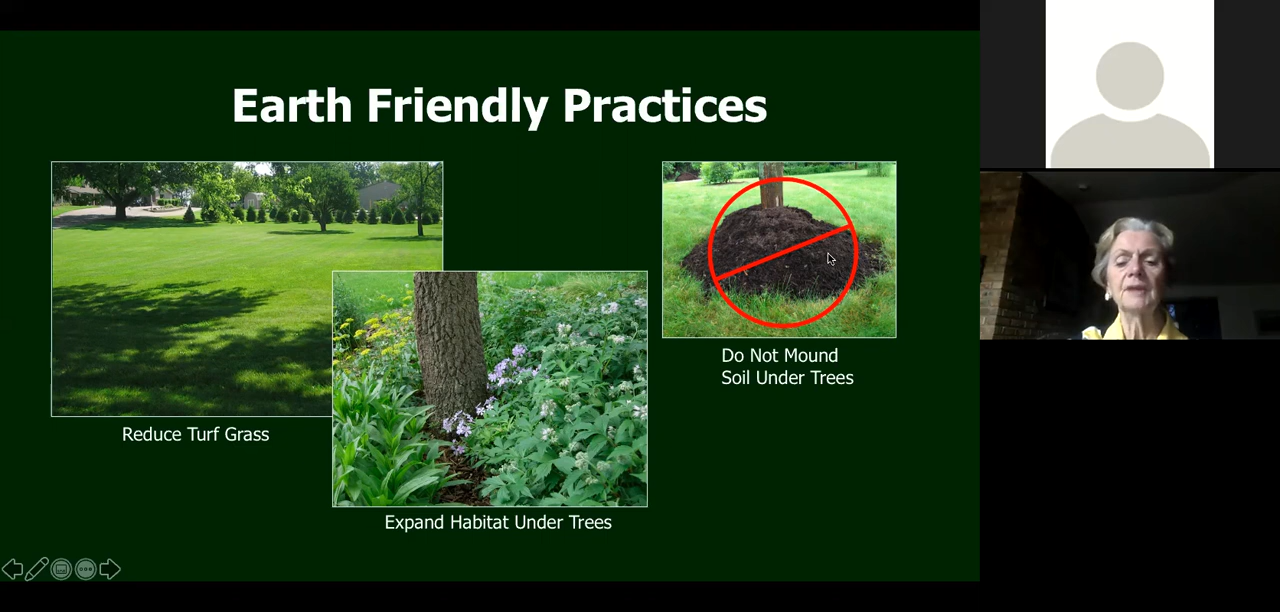 Earth Friendly Practices
Reduce Turf Grass
Expand Habitat Under Trees
Do Not Mound
Soil Under Trees